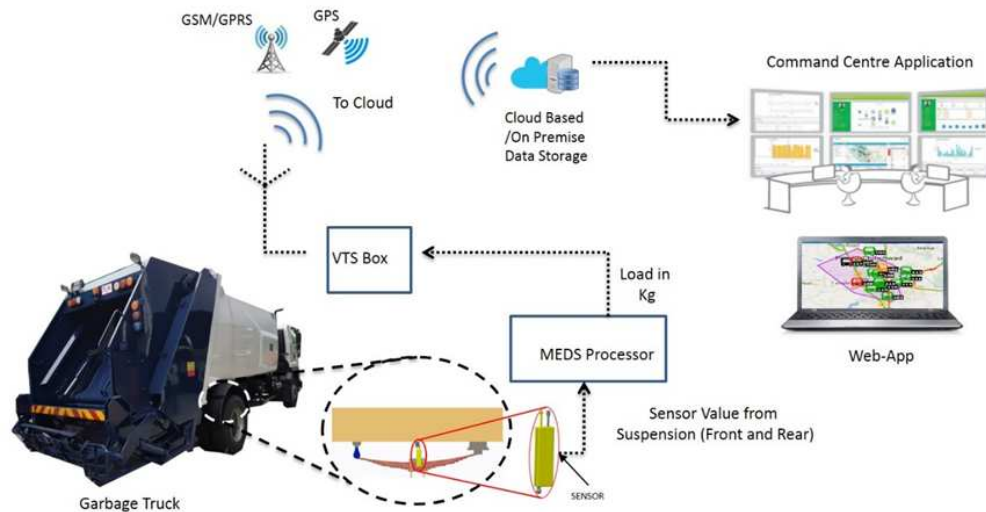 GSM/GPRS
GPS
To Cloud
Cloud Based
/On Premise
Data Storage
Command Centre Application
VTS Box
Load in
Kg
MEDS Processor
Web-App
Sensor Value from
Suspension (Front and Rear)
SENSOR
Garbage Truck